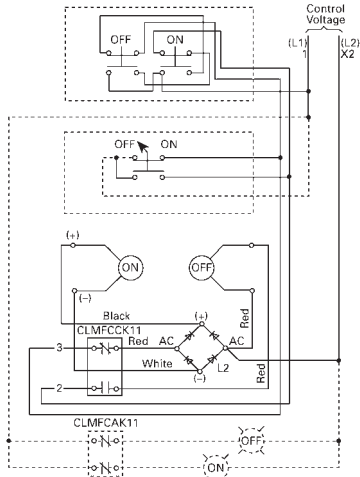 Control
Voltage
(L1) (L2)
1 X2
OFF ON
OFF ON
(+)
ON OFF
(−)
Black (+)
CLMFCCK11
3 Red AC AC Red
White L2
(−)
2 Red
CLMFCAK11
OFF
ON